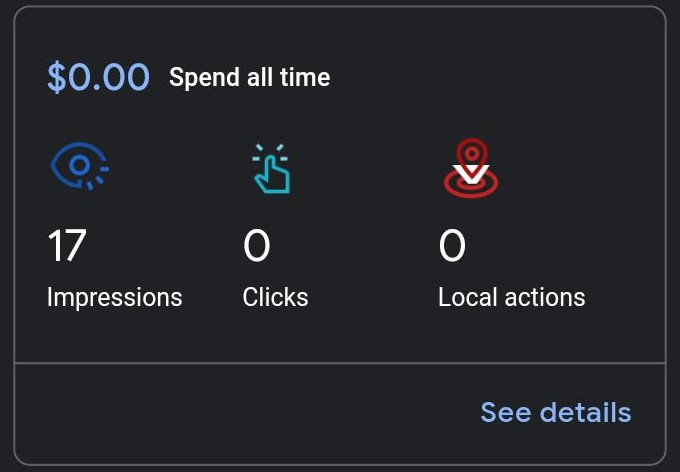 $0.00 Spend all time
17 0 0
Impressions Clicks Local actions
See details